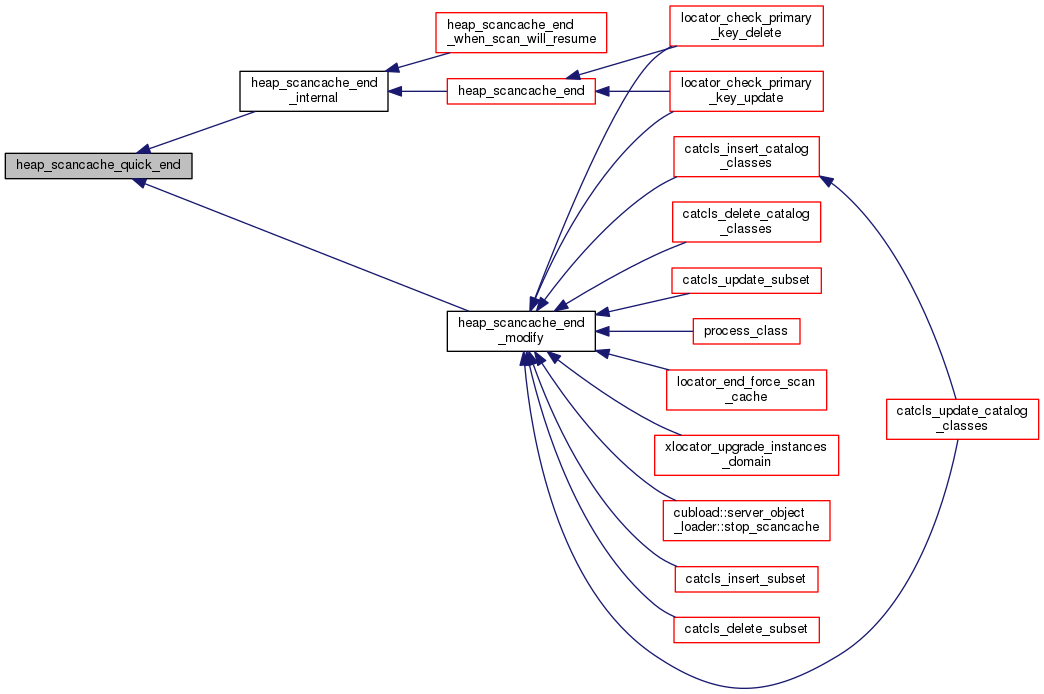 heap_scancache_quick_end
heap_scancache_end
_internal
heap_scancache_end
_when_scan_will_resume
heap_scancache_end
heap_scancache_end
_modify
locator_check_primary
_key_delete
locator_check_primary
_key_update
catcls_insert_catalog
_classes
catcls_delete_catalog
_classes
catcls_update_subset
process_class
locator_end_force_scan
_cache
xlocator_upgrade_instances
_domain
cubload::server_object
_loader::stop_scancache
catcls_insert_subset
catcls_delete_subset
catcls_update_catalog
_classes